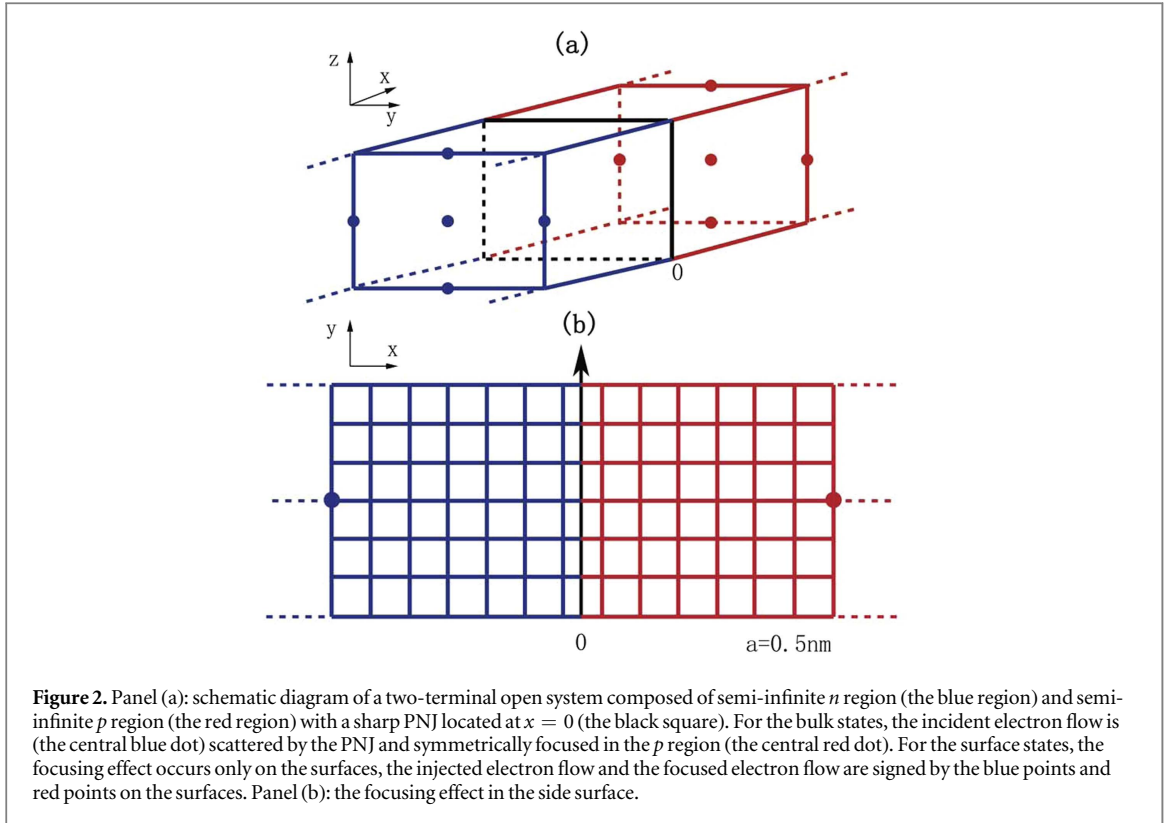 (a)
z
x
y
0
(b)
y
x
0
a=0.5nm
Figure 2. Panel (a): schematic diagram of a two-terminal open system composed of semi-infinite n region (the blue region) and semi-
infinite p region (the red region) with a sharp PNJ located at x = 0 (the black square). For the bulk states, the incident electron flow is
(the central blue dot) scattered by the PNJ and symmetrically focused in the p region (the central red dot). For the surface states, the
focusing effect occurs only on the surfaces, the injected electron flow and the focused electron flow are signed by the blue points and
red points on the surfaces. Panel (b): the focusing effect in the side surface.